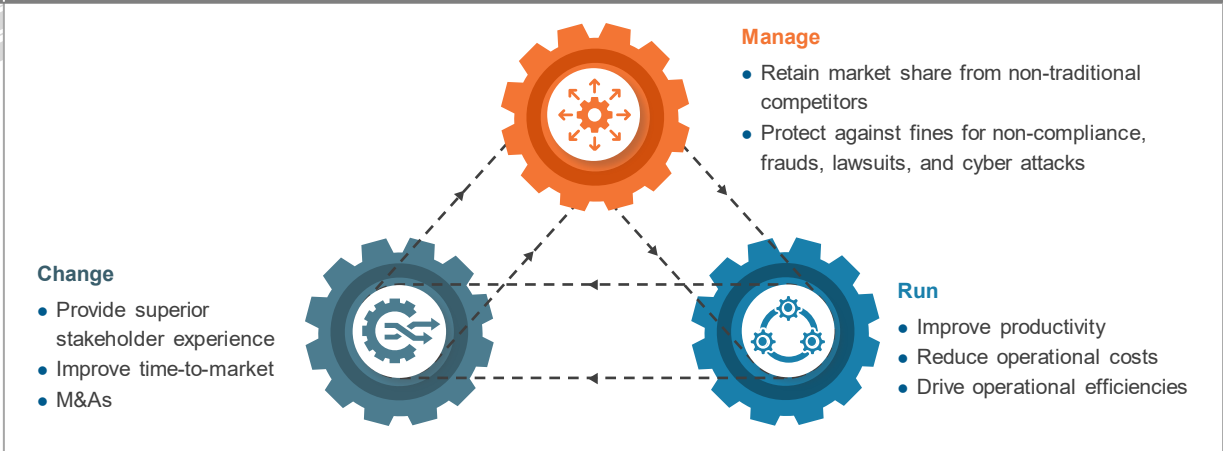 Manage
● Retain market share from non-traditional
competitors
● Protect against fines for non-compliance,
frauds, lawsuits, and cyber attacks
Change
● Provide superior
stakeholder experience
● Improve time-to-market
● M&As
Run
● Improve productivity
● Reduce operational costs
● Drive operational efficiencies